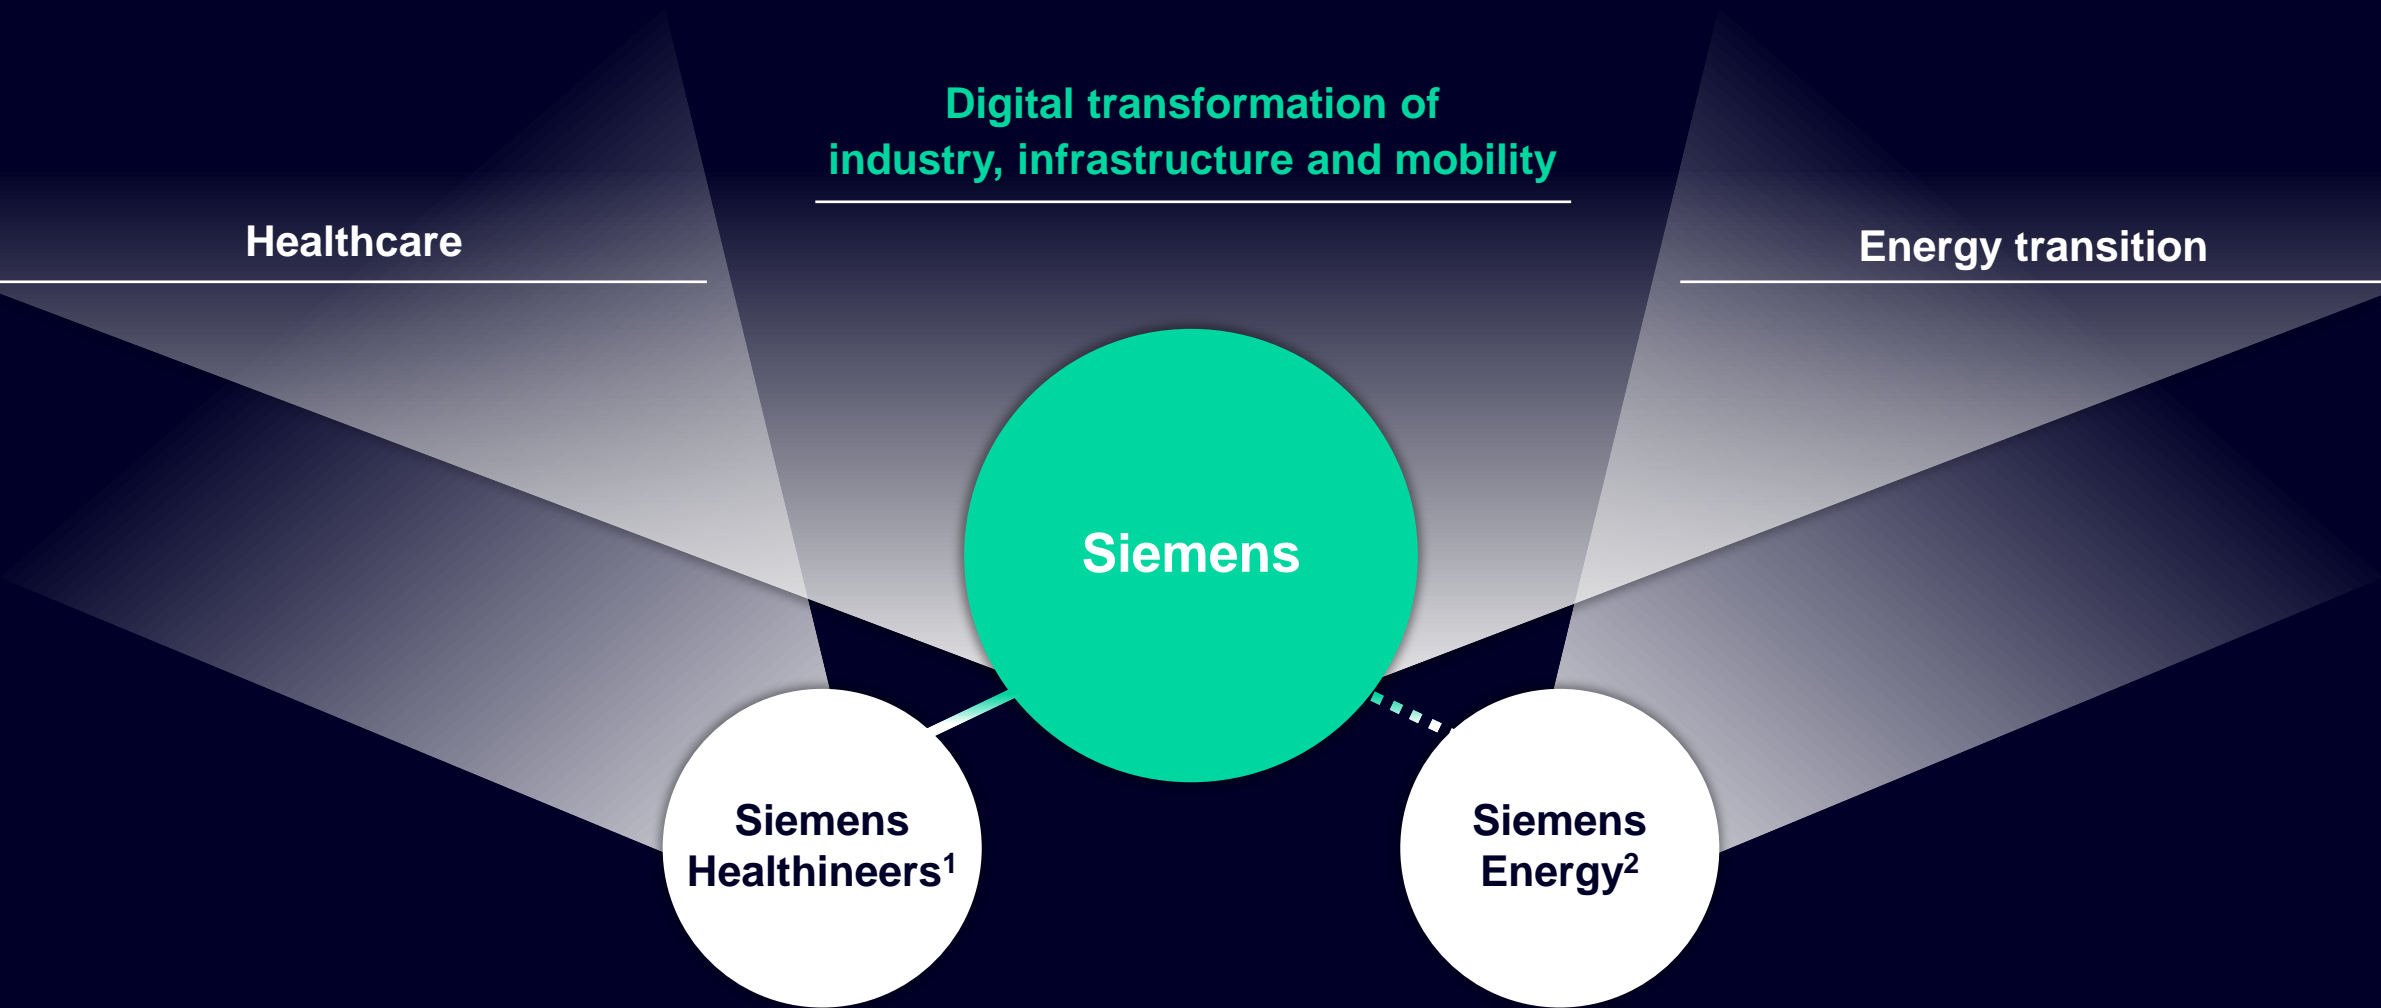 Digital transformation of
industry, infrastructure and mobility
Healthcare
Energy transition
Siemens
Siemens
Healthineers¹
Siemens
Energy²